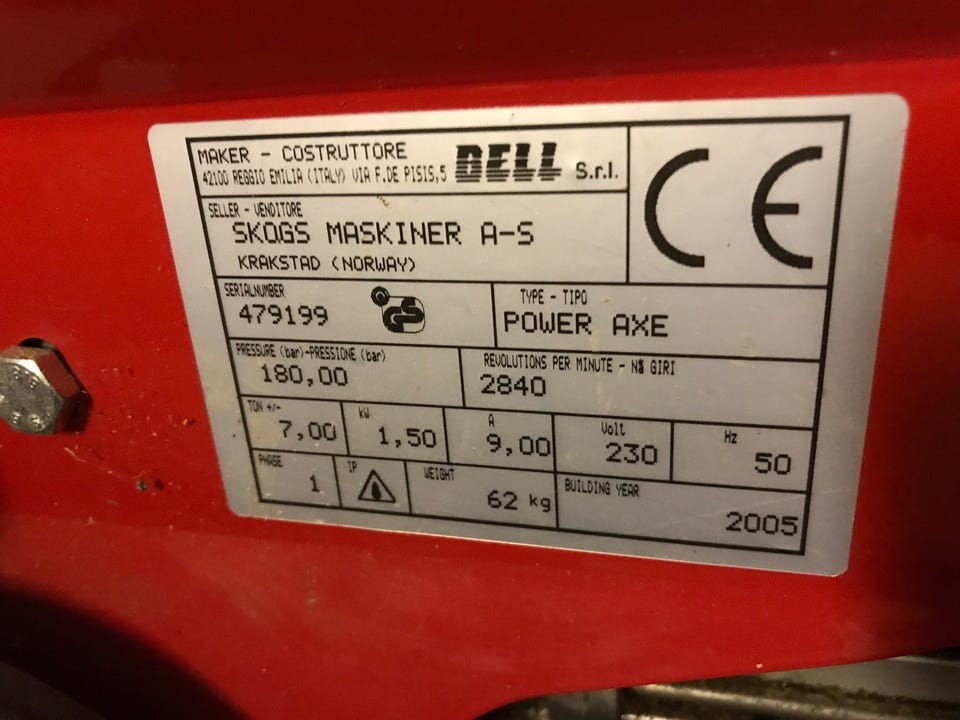 MAKER - COSTRUTTORE
42100 REGGIO EMILIA (ITALY) VIA F.DE PISIS,5
BELL S.r.l.
CE
SELLER - VENDITORE
SKOGS MASKINER A-S
KRAKSTAD (NORWAY)
SERIALNUMBER
479199
GS
TYPE - TIPO
POWER AXE
PRESSURE (bar)-PRESSIONE (bar)
180,00
REVOLUTIONS PER MINUTE - N% GIRI
2840
TON +/-
7,00
kW
1,50
A
9,00
Volt
230
Hz
50
PHASE
1
IP
WEIGHT
62 kg
BUILDING YEAR
2005